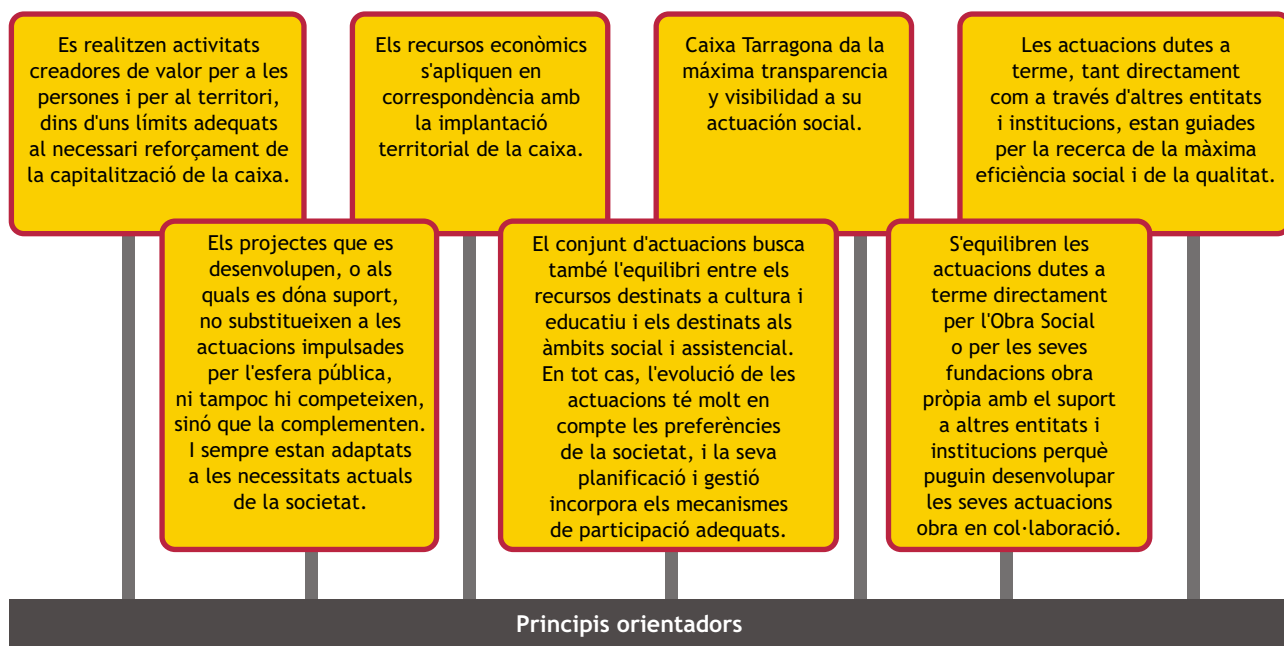 Es realitzen activitats
creadores de valor per a les
persones i per al territori,
dins d'uns límits adequats
al necessari reforçament de
la capitalització de la caixa.
Els recursos econòmics
s'apliquen en
correspondència amb
la implantació
territorial de la caixa.
Caixa Tarragona da la
máxima transparencia
y visibilidad a su
actuación social.
Les actuacions dutes a
terme, tant directament
com a través d'altres entitats
i institucions, estan guiades
per la recerca de la màxima
eficiència social i de la qualitat.
Els projectes que es
desenvolupen, o als
quals es dóna suport,
no substitueixen a les
actuacions impulsades
per l'esfera pública,
ni tampoc hi competeixen,
sinó que la complementen.
I sempre estan adaptats
a les necessitats actuals
de la societat.
El conjunt d'actuacions busca
també l'equilibri entre els
recursos destinats a cultura i
educatiu i els destinats als
àmbits social i assistencial.
En tot cas, l'evolució de les
actuacions té molt en
compte les preferències
de la societat, i la seva
planificació i gestió
incorpora els mecanismes
de participació adequats.
S'equilibren les
actuacions dutes a
terme directament
per l'Obra Social
o per les seves
fundacions obra
pròpia amb el suport
a altres entitats i
institucions perquè
puguin desenvolupar
les seves actuacions
obra en col·laboració.
Principis orientadors